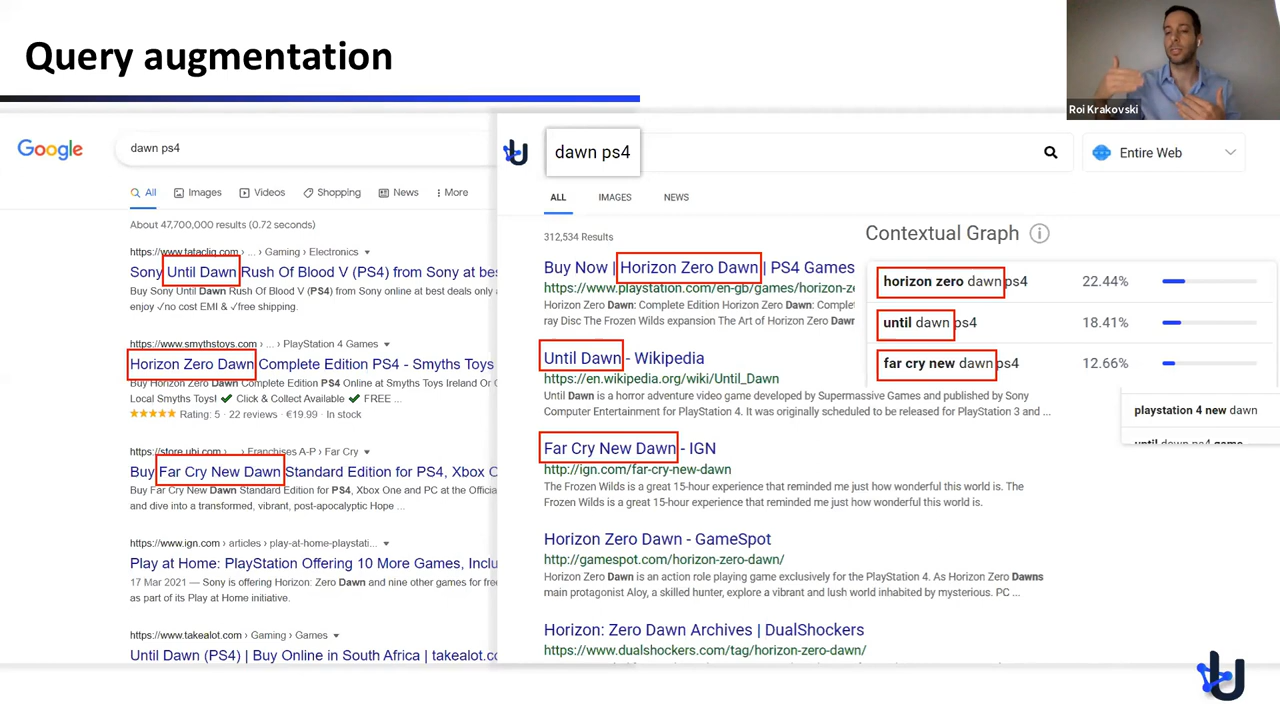 Query augmentation
Roi Krakovski
Google
dawn ps4
All
Images
Videos
Shopping
News
More
About 47,700,000 results (0.72 seconds)
https://www.tatacliq.com › ... › Gaming › Electronics
Sony Until Dawn Rush Of Blood V (PS4) from Sony at bes
Buy Sony Until Dawn Rush Of Blood V (PS4) from Sony online at best deals only
enjoy ✓no cost EMI & ✓free shipping.
https://www.smythstoys.com › ... › PlayStation 4 Games
Horizon Zero Dawn Complete Edition PS4 - Smyths Toys
Buy Horizon Zero Dawn Complete Edition PS4 Online at Smyths Toys Ireland Or
Local Smyths Toys! ✔ Click & Collect Available ✔ FREE ...
Rating: 5 · 22 reviews · €19.99 · In stock
https://store.ubi.com › ... › Franchises A-P › Far Cry
Buy Far Cry New Dawn Standard Edition for PS4, Xbox O
Buy Far Cry New Dawn Standard Edition for PS4, Xbox One and PC at the Official
and dive into a transformed, vibrant, post-apocalyptic Hope ...
https://www.ign.com › articles › play-at-home-playstati...
Play at Home: PlayStation Offering 10 More Games, Inclu
17 Mar 2021 — Sony is offering Horizon: Zero Dawn and nine other games for free
as part of its Play at Home initiative.
https://www.takealot.com › Gaming › Games
Until Dawn (PS4) | Buy Online in South Africa | takealot.co
dawn ps4
Entire Web
ALL
IMAGES
NEWS
312,534 Results
Buy Now | Horizon Zero Dawn | PS4 Games
https://www.playstation.com/en-gb/games/horizon-ze
Horizon Zero Dawn: Complete Edition Horizon Zero Dawn: Complet
ray Disc The Frozen Wilds expansion The Art of Horizon Zero Dawn
Until Dawn - Wikipedia
https://en.wikipedia.org/wiki/Until_Dawn
Until Dawn is a horror adventure video game developed by Supermassive Games and published by Sony
Computer Entertainment for PlayStation 4. It was originally scheduled to be released for PlayStation 3 and ...
Far Cry New Dawn - IGN
http://ign.com/far-cry-new-dawn
The Frozen Wilds is a great 15-hour experience that reminded me just how wonderful this world is. The
Frozen Wilds is a great 15-hour experience that reminded me just how wonderful this world is.
Horizon Zero Dawn - GameSpot
http://gamespot.com/horizon-zero-dawn/
Horizon Zero Dawn is an action role playing game exclusively for the PlayStation 4. As Horizon Zero Dawns
main protagonist Aloy, a skilled hunter, explore a vibrant and lush world inhabited by mysterious. PC ...
Horizon: Zero Dawn Archives | DualShockers
https://www.dualshockers.com/tag/horizon-zero-dawn/
Contextual Graph
horizon zero dawn ps4 22.44%
until dawn ps4 18.41%
far cry new dawn ps4 12.66%
playstation 4 new dawn
until dawn ps4 game